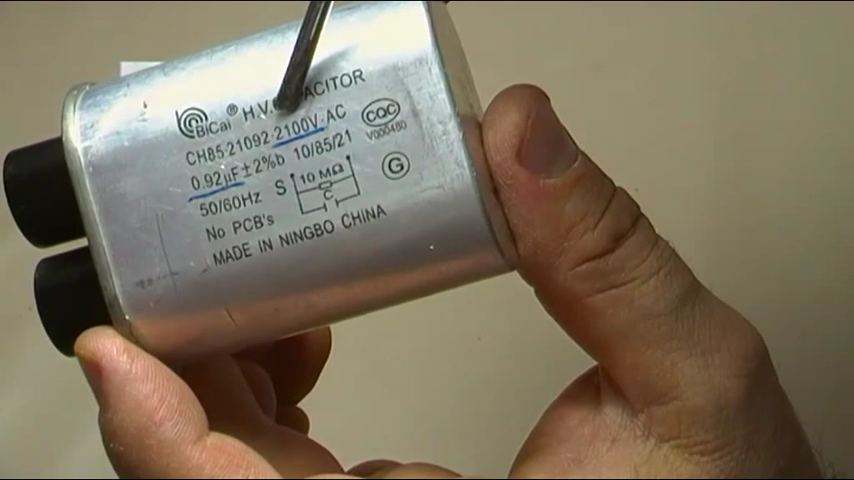 BiCai ® H.V. ACITOR
CH85-21092-2100V-AC
0.92μF±2%b 10/85/21
50/60Hz S 10 MΩ
C
No PCB's
MADE IN NINGBO CHINA
CQC
V000480
G